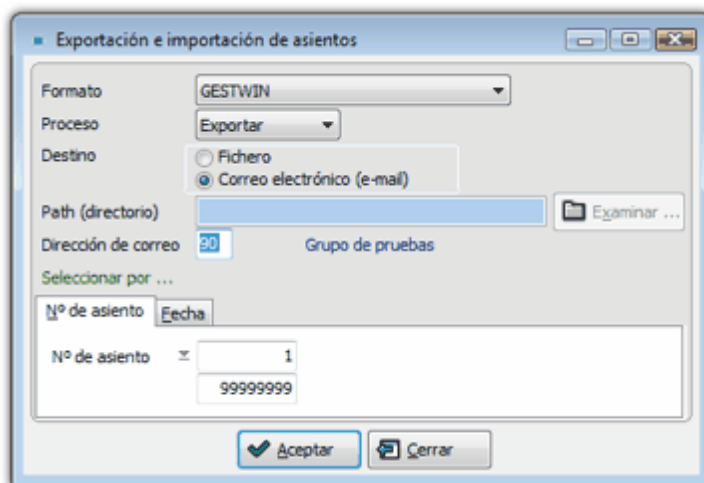 Exportación e importación de asientos
Formato GESTWIN
Proceso Exportar
Destino Fichero
Correo electrónico (e-mail)
Path (directorio) Examinar ...
Dirección de correo 90 Grupo de pruebas
Seleccionar por ...
Nº de asiento Fecha
Nº de asiento 1
99999999
Aceptar Cerrar